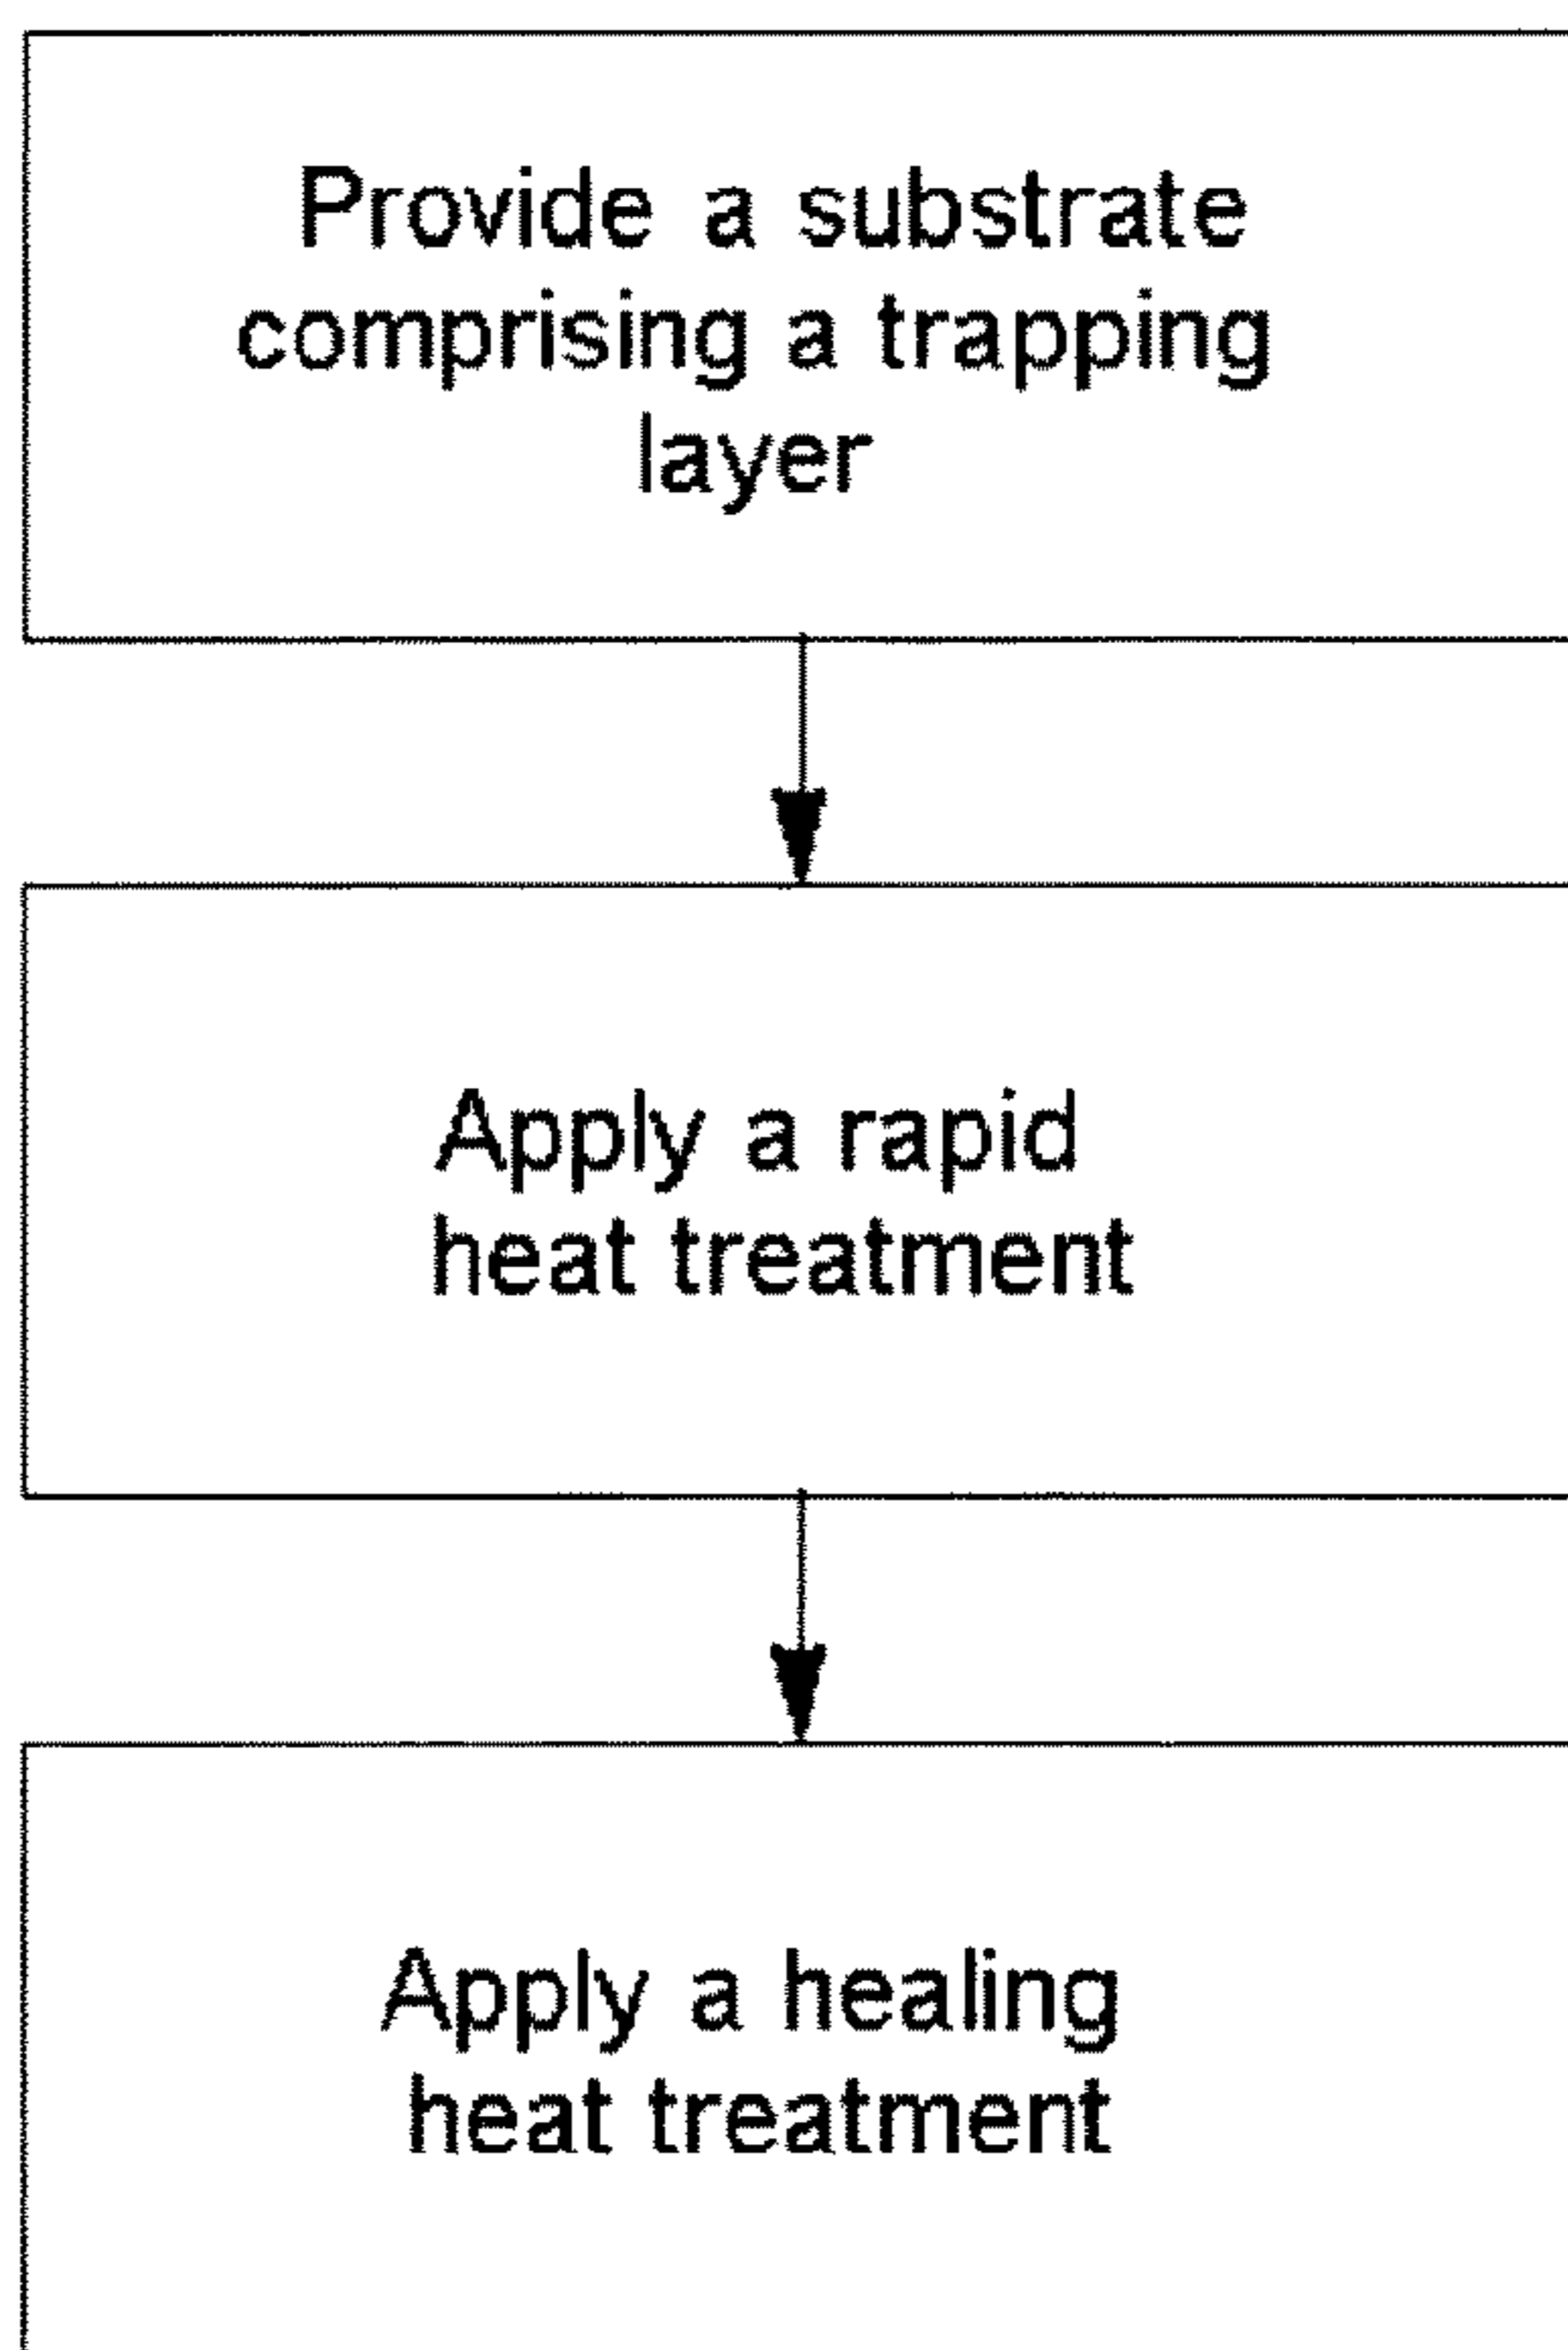 Provide a substrate
comprising a trapping
layer
Apply a rapid
heat treatment
Apply a healing
heat treatment